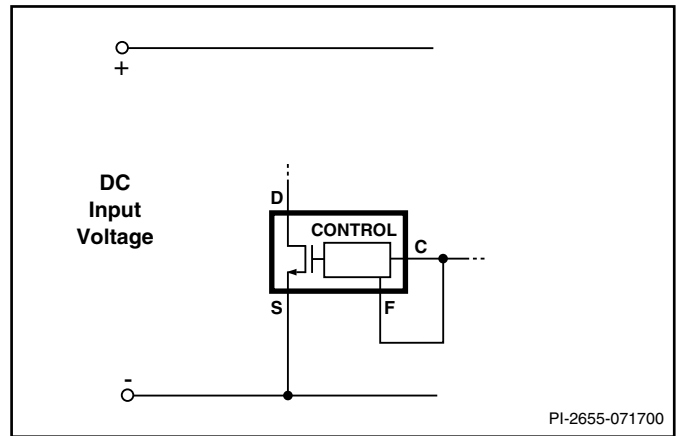 +
DC
Input
Voltage
D
CONTROL
C
S
F
-
PI-2655-071700